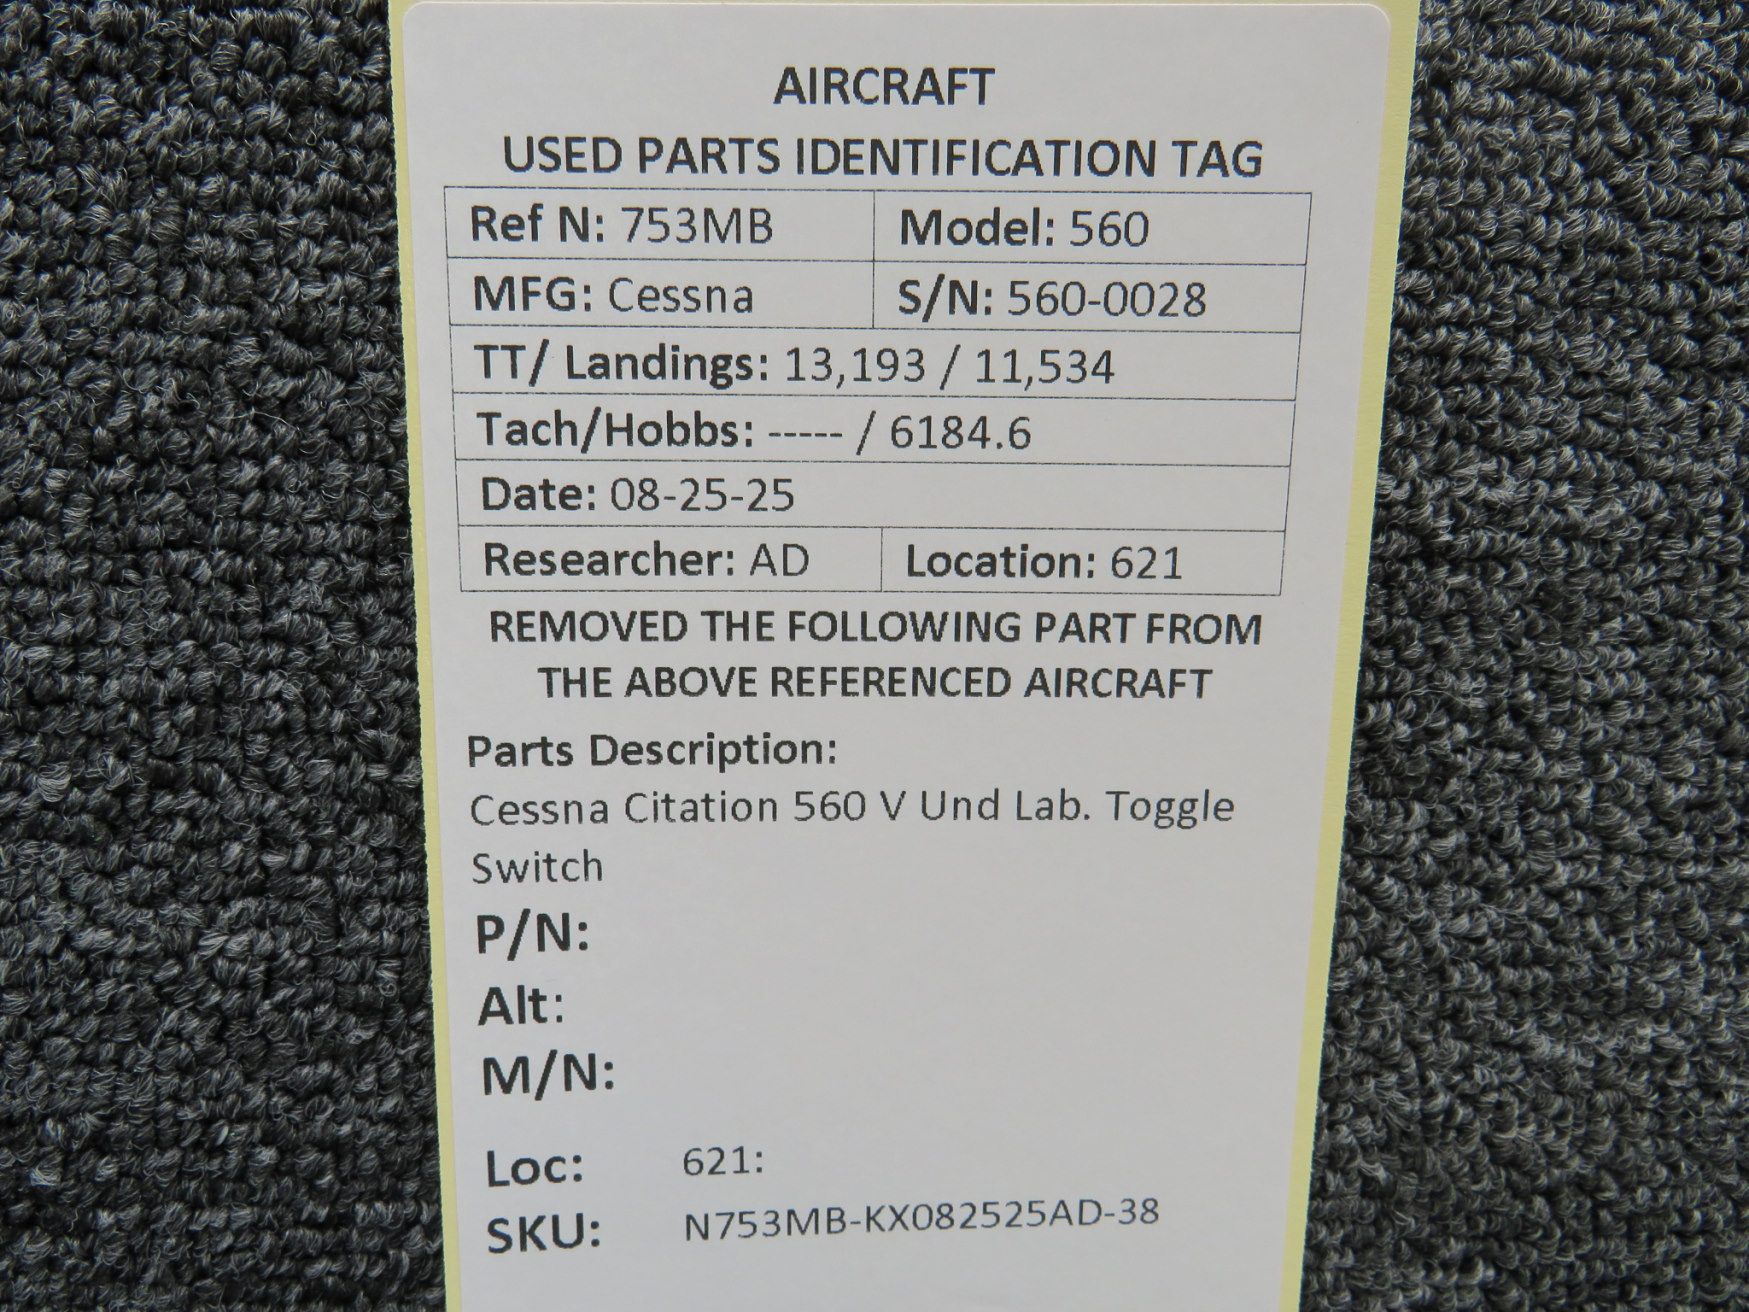 AIRCRAFT
USED PARTS IDENTIFICATION TAG
Ref N: 753MB Model: 560
MFG: Cessna S/N: 560-0028
TT/ Landings: 13,193 / 11,534
Tach/Hobbs: ----- / 6184.6
Date: 08-25-25
Researcher: AD Location: 621
REMOVED THE FOLLOWING PART FROM
THE ABOVE REFERENCED AIRCRAFT
Parts Description:
Cessna Citation 560 V Und Lab. Toggle
Switch
P/N:
Alt:
M/N:
Loc: 621:
SKU: N753MB-KX082525AD-38